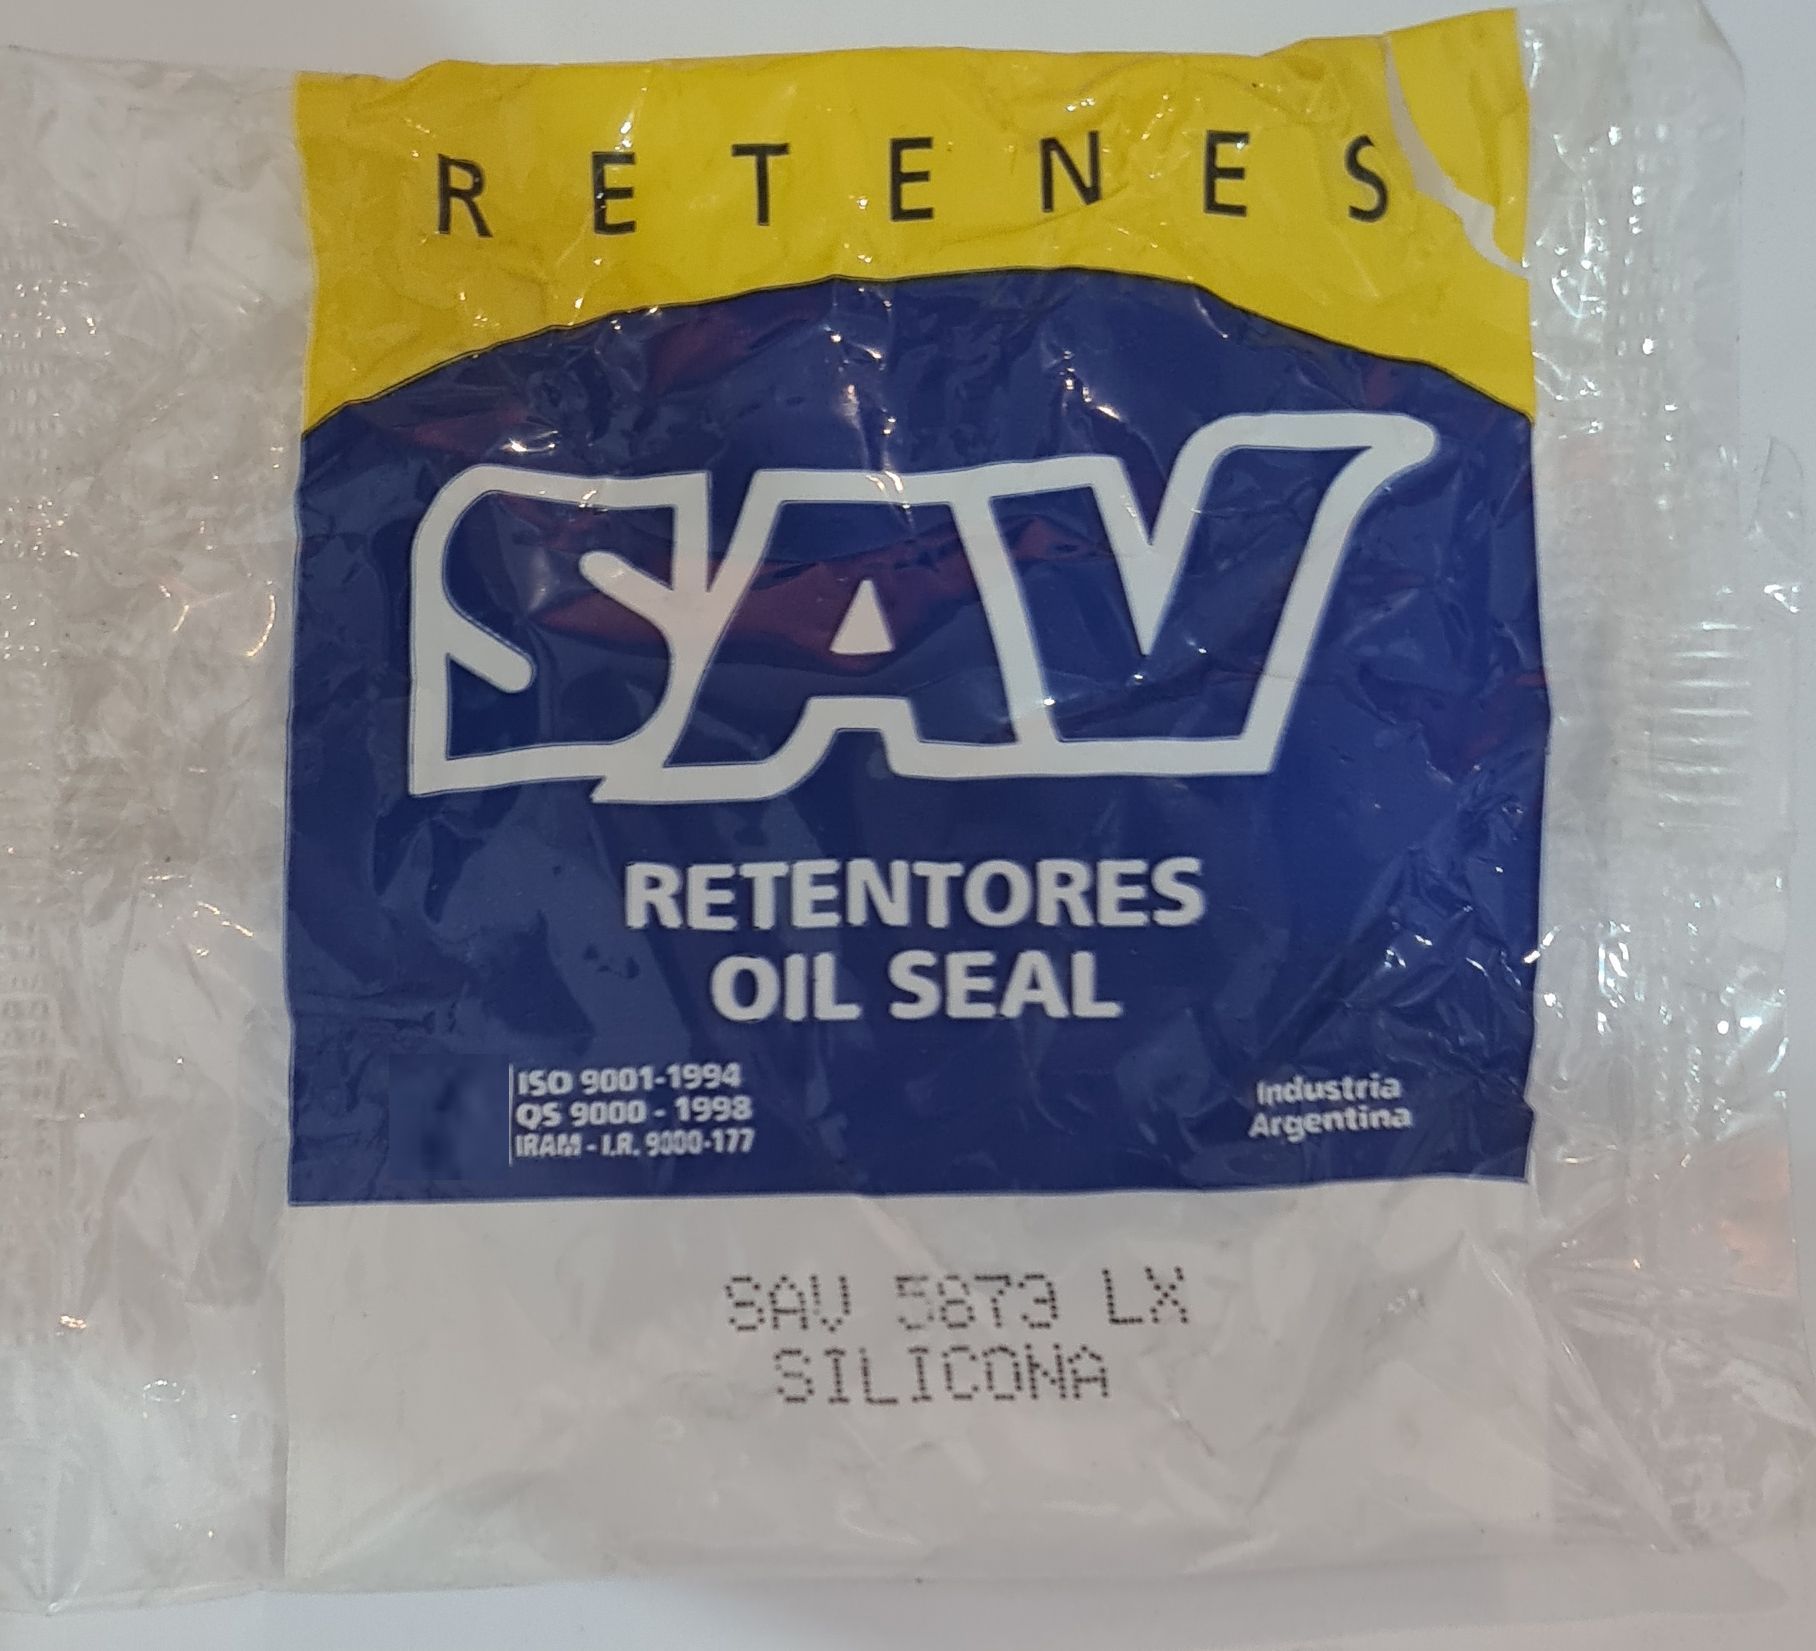 RETENES
SAV
RETENTORES
OIL SEAL
ISO 9001-1994
QS 9000 - 1998
IRAM - I.R. 9000-177
Industria
Argentina
SAV 5873 LX
SILICONA